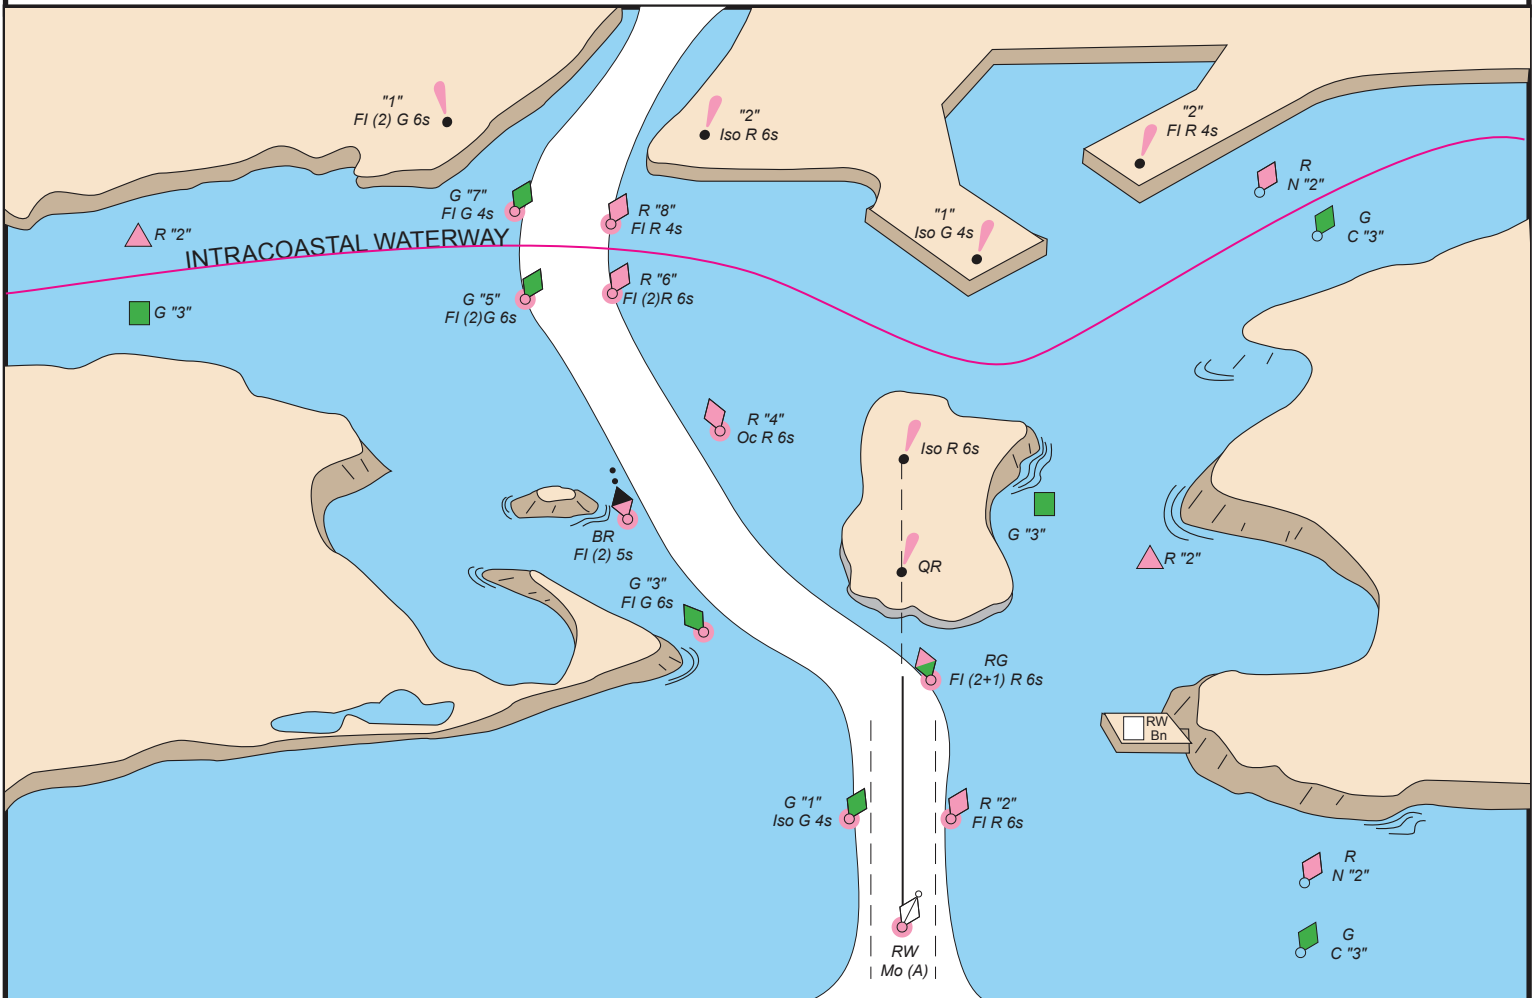 "1"
Fl (2) G 6s
"2"
Iso R 6s
"2"
Fl R 4s
R
N "2"
G "7"
Fl G 4s
R "8"
Fl R 4s
"1"
Iso G 4s
G
C "3"
R "2"
INTRACOASTAL WATERWAY
G "3"
G "5"
Fl (2)G 6s
R "6"
Fl (2)R 6s
R "4"
Oc R 6s
Iso R 6s
G "3"
BR
Fl (2) 5s
QR
R "2"
G "3"
Fl G 6s
RG
Fl (2+1) R 6s
RW
Bn
G "1"
Iso G 4s
R "2"
Fl R 6s
R
N "2"
RW
Mo (A)
G
C "3"